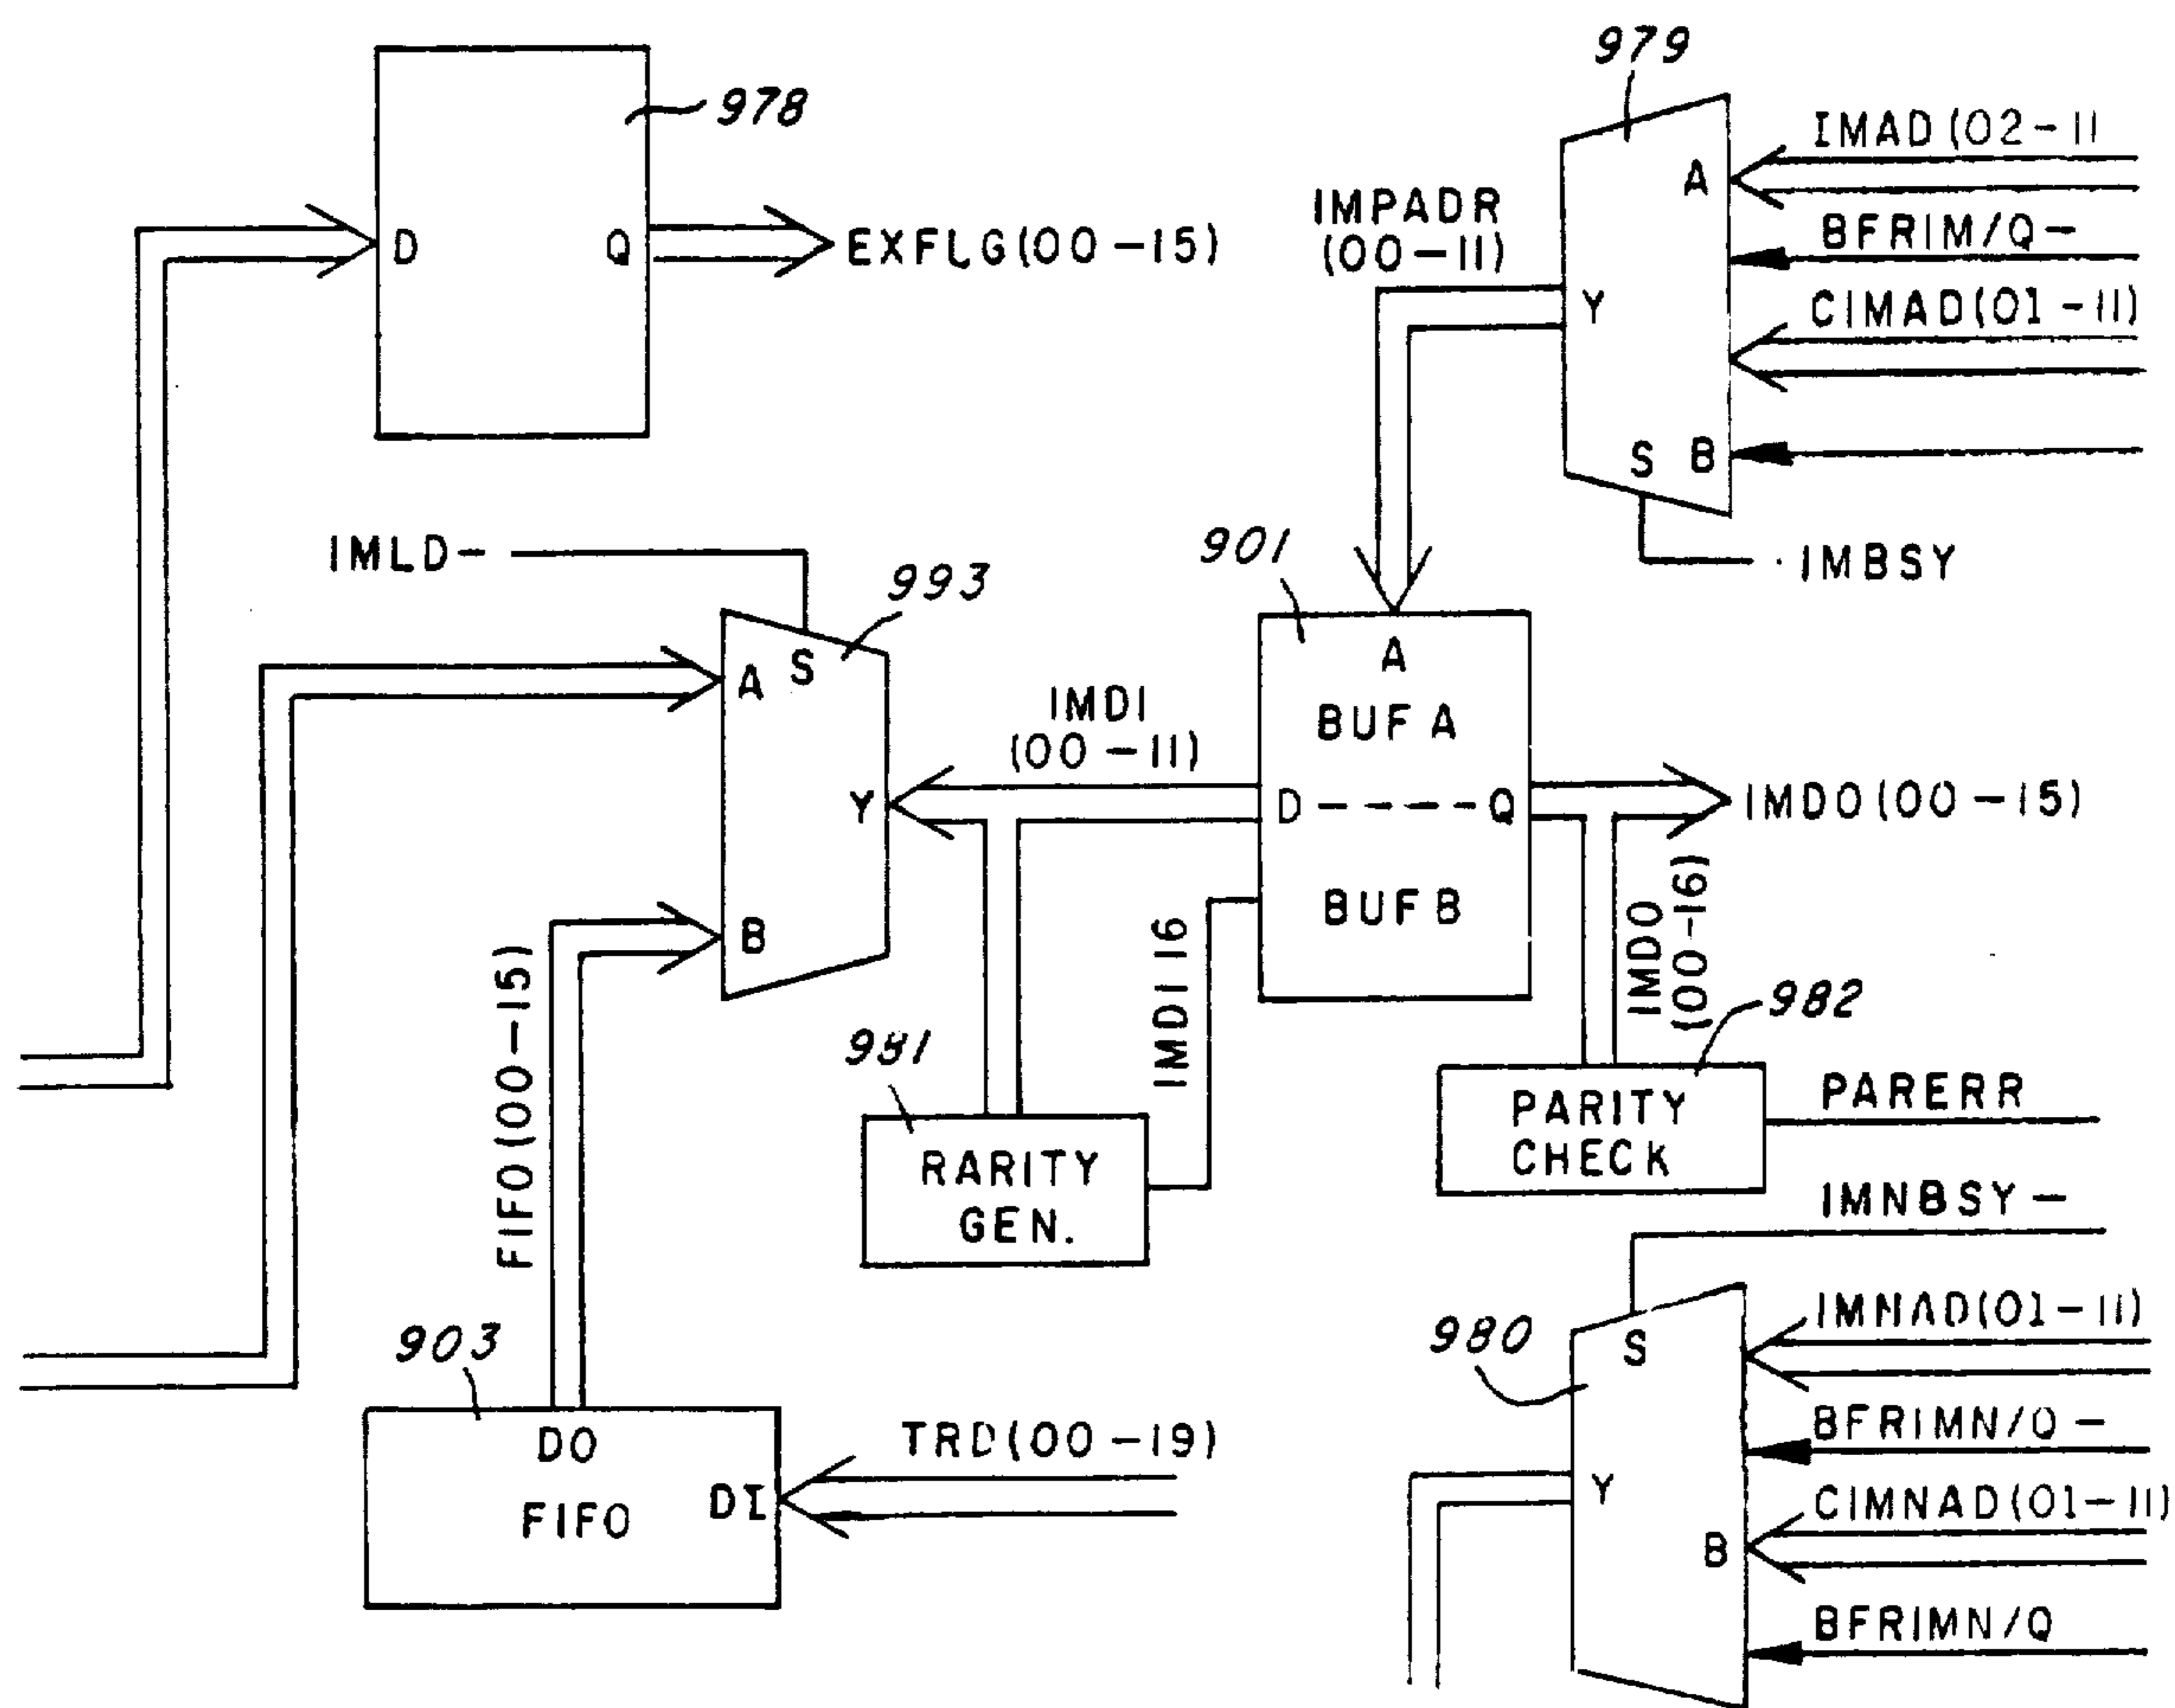 978
D
Q
EXFLG(00-15)
979
IMAD(02-11
A
BFRIM/Q-
IMPADR
(00-11)
CIMAD(01-11)
Y
S
B
IMBSY
IMLD-
993
901
A
S
A
BUF A
IMDI
(00-11)
Y
D----Q
IMDO(00-15)
B
BUF B
FIFO(00-15)
IMDI16
IMDO
(00-16)
982
981
PARITY
CHECK
PARERR
RARITY
GEN.
IMNBSY-
903
980
S
IMNAD(01-11)
DO
TRD(00-19)
BFRIMN/Q-
DI
FIFO
Y
CIMNAD(01-11)
B
BFRIMN/Q